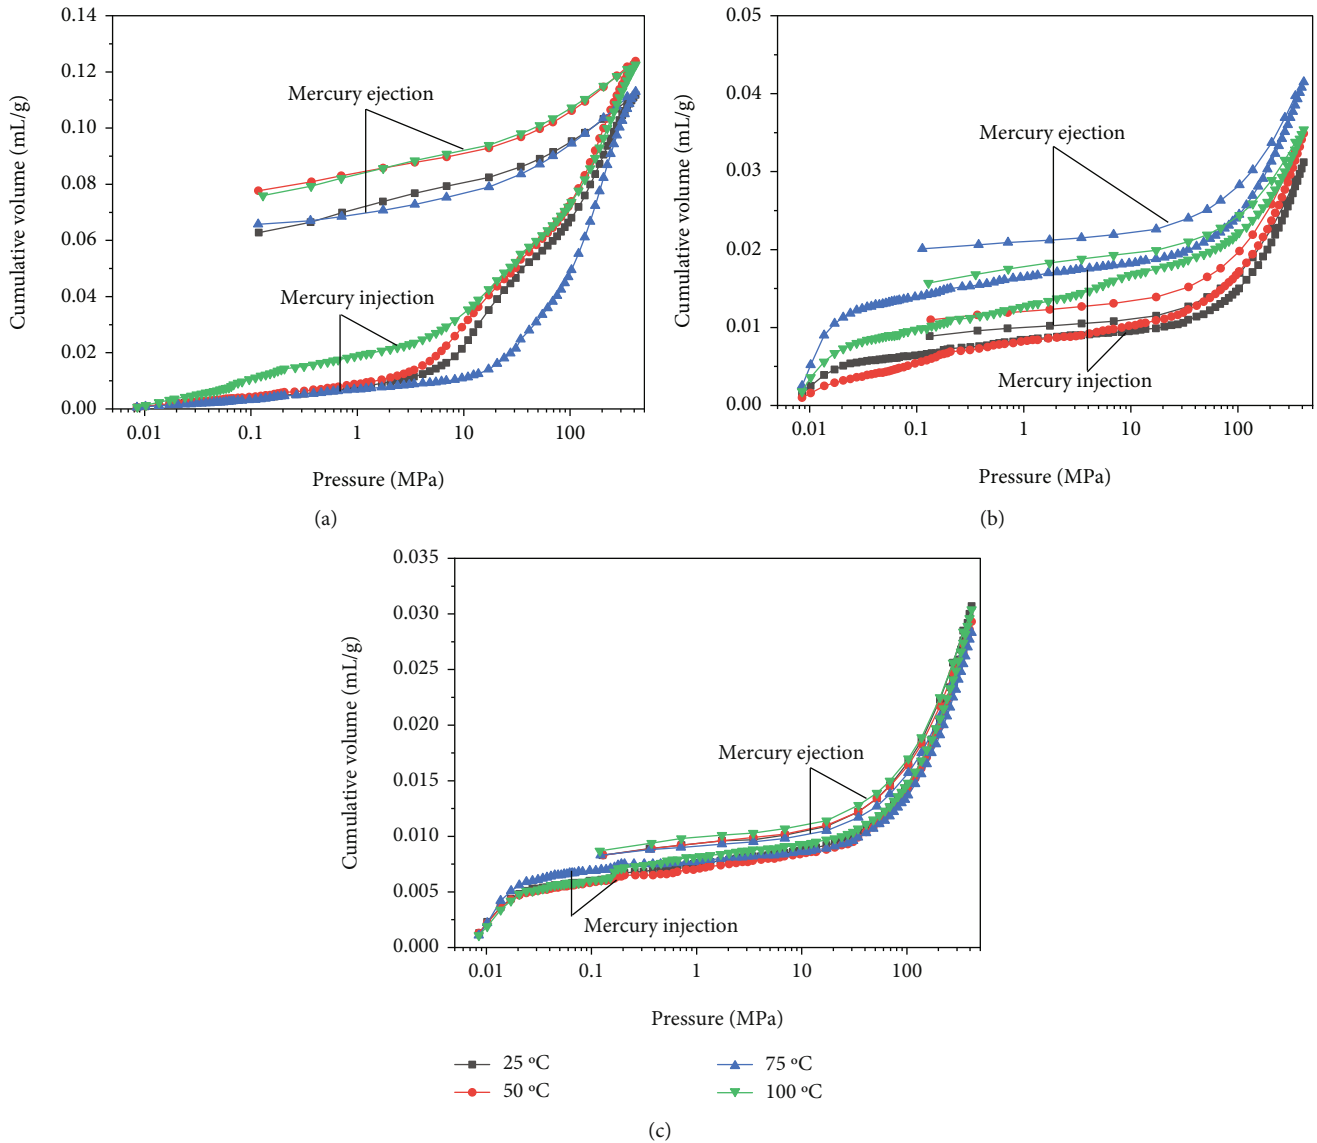 0.14
0.12
0.10
0.08
0.06
0.04
0.02
0.00
Cumulative volume (mL/g)
Mercury ejection
Mercury injection
0.01 0.1 1 10 100
Pressure (MPa)
(a)
0.05
0.04
0.03
0.02
0.01
0.00
Cumulative volume (mL/g)
Mercury ejection
Mercury injection
0.01 0.1 1 10 100
Pressure (MPa)
(b)
0.035
0.030
0.025
0.020
0.015
0.010
0.005
0.000
Cumulative volume (mL/g)
Mercury ejection
Mercury injection
0.01 0.1 1 10 100
Pressure (MPa)
25 ºC 75 ºC
50 ºC 100 ºC
(c)